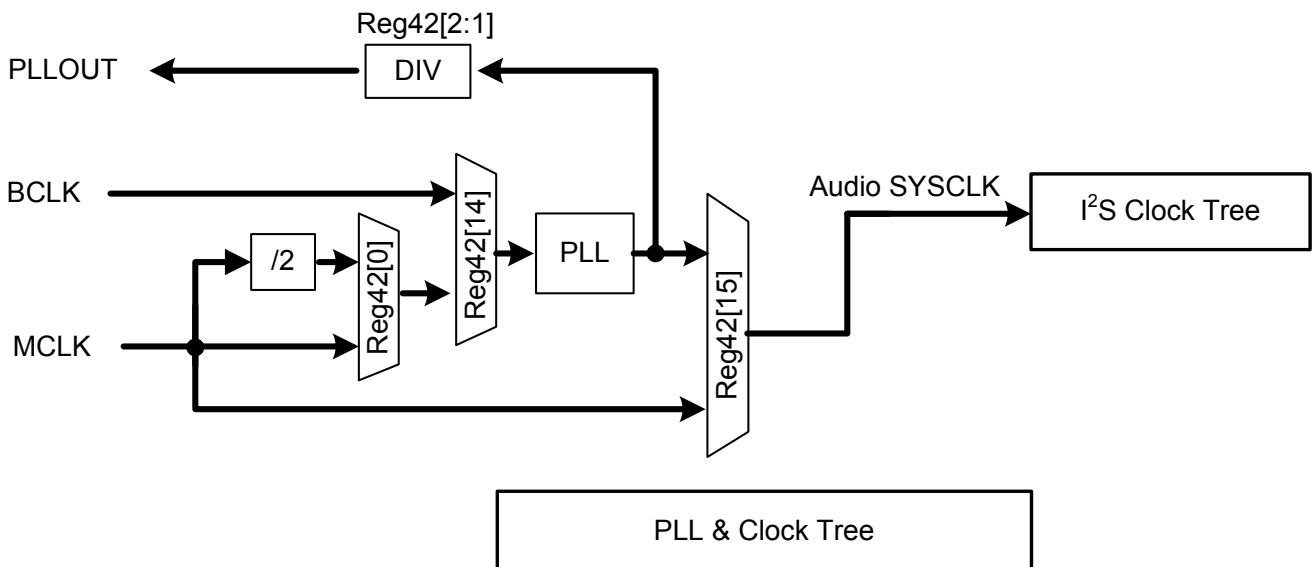 Reg42[2:1]
PLLOUT
DIV
BCLK
Reg42[14]
Audio SYSCLK
I²S Clock Tree
/2
Reg42[0]
PLL
Reg42[15]
MCLK
PLL & Clock Tree